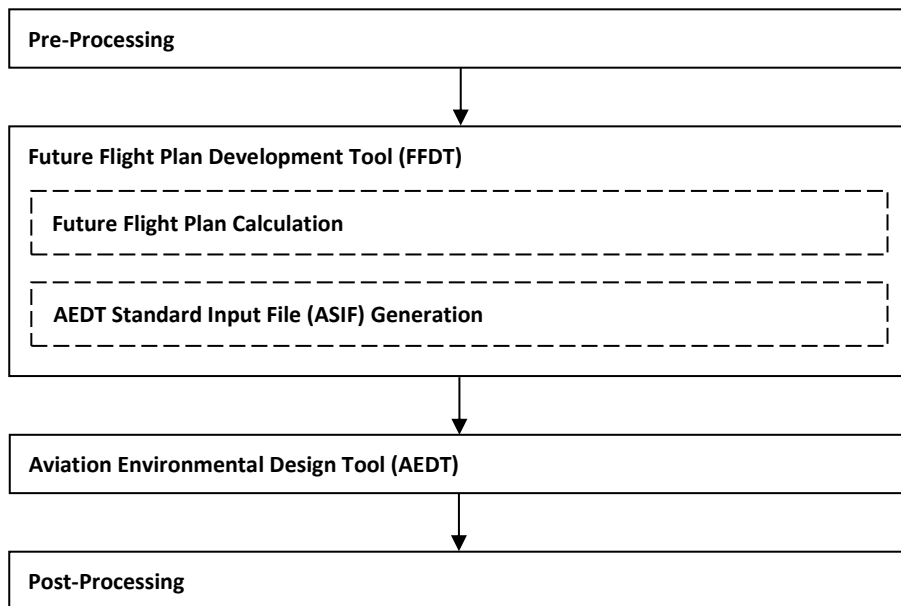 Pre-Processing
Future Flight Plan Development Tool (FFDT)
Future Flight Plan Calculation
AEDT Standard Input File (ASIF) Generation
Aviation Environmental Design Tool (AEDT)
Post-Processing